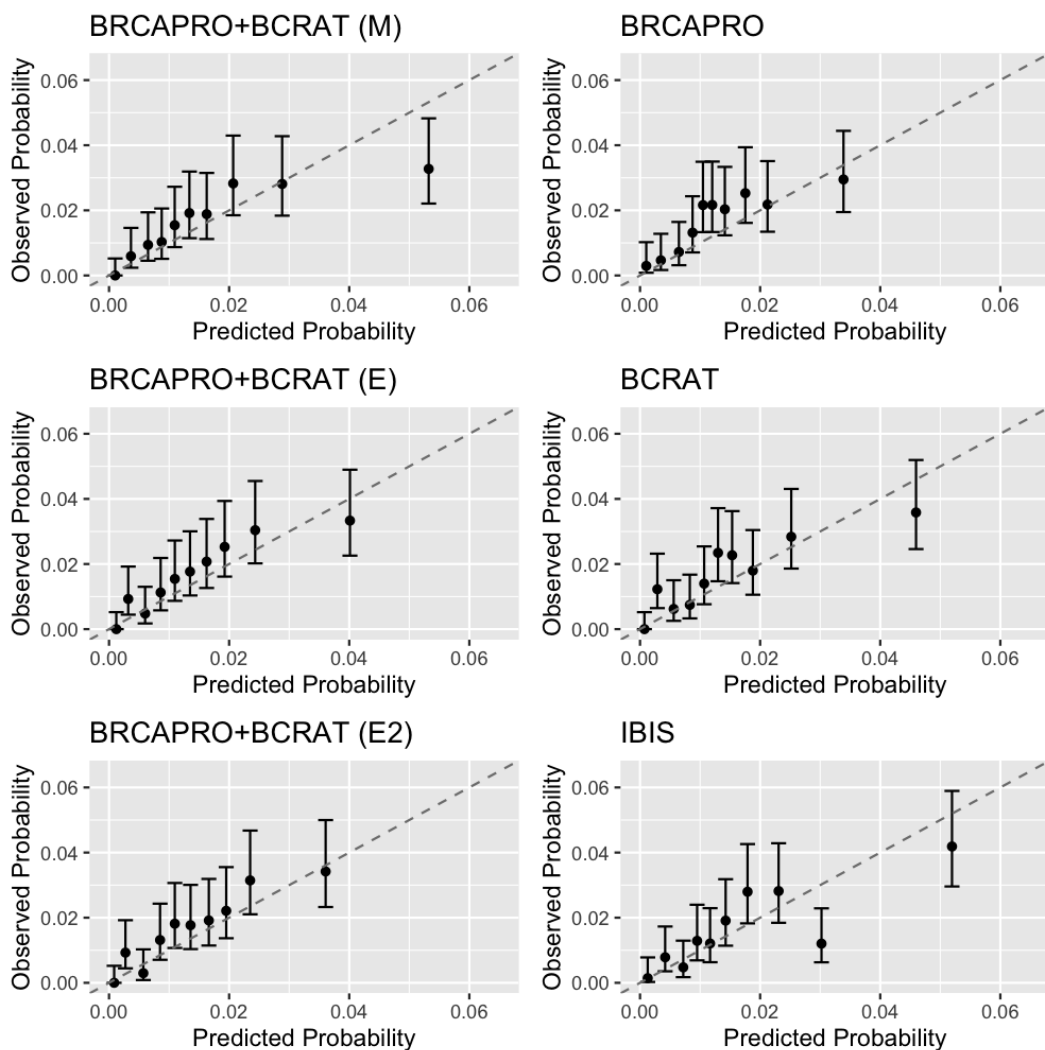 BRCAPRO+BCRAT (M)
Observed Probability
0.06
0.04
0.02
0.00
0.00 0.02 0.04 0.06
Predicted Probability
BRCAPRO
Observed Probability
0.06
0.04
0.02
0.00
0.00 0.02 0.04 0.06
Predicted Probability
BRCAPRO+BCRAT (E)
Observed Probability
0.06
0.04
0.02
0.00
0.00 0.02 0.04 0.06
Predicted Probability
BCRAT
Observed Probability
0.06
0.04
0.02
0.00
0.00 0.02 0.04 0.06
Predicted Probability
BRCAPRO+BCRAT (E2)
Observed Probability
0.06
0.04
0.02
0.00
0.00 0.02 0.04 0.06
Predicted Probability
IBIS
Observed Probability
0.06
0.04
0.02
0.00
0.00 0.02 0.04 0.06
Predicted Probability